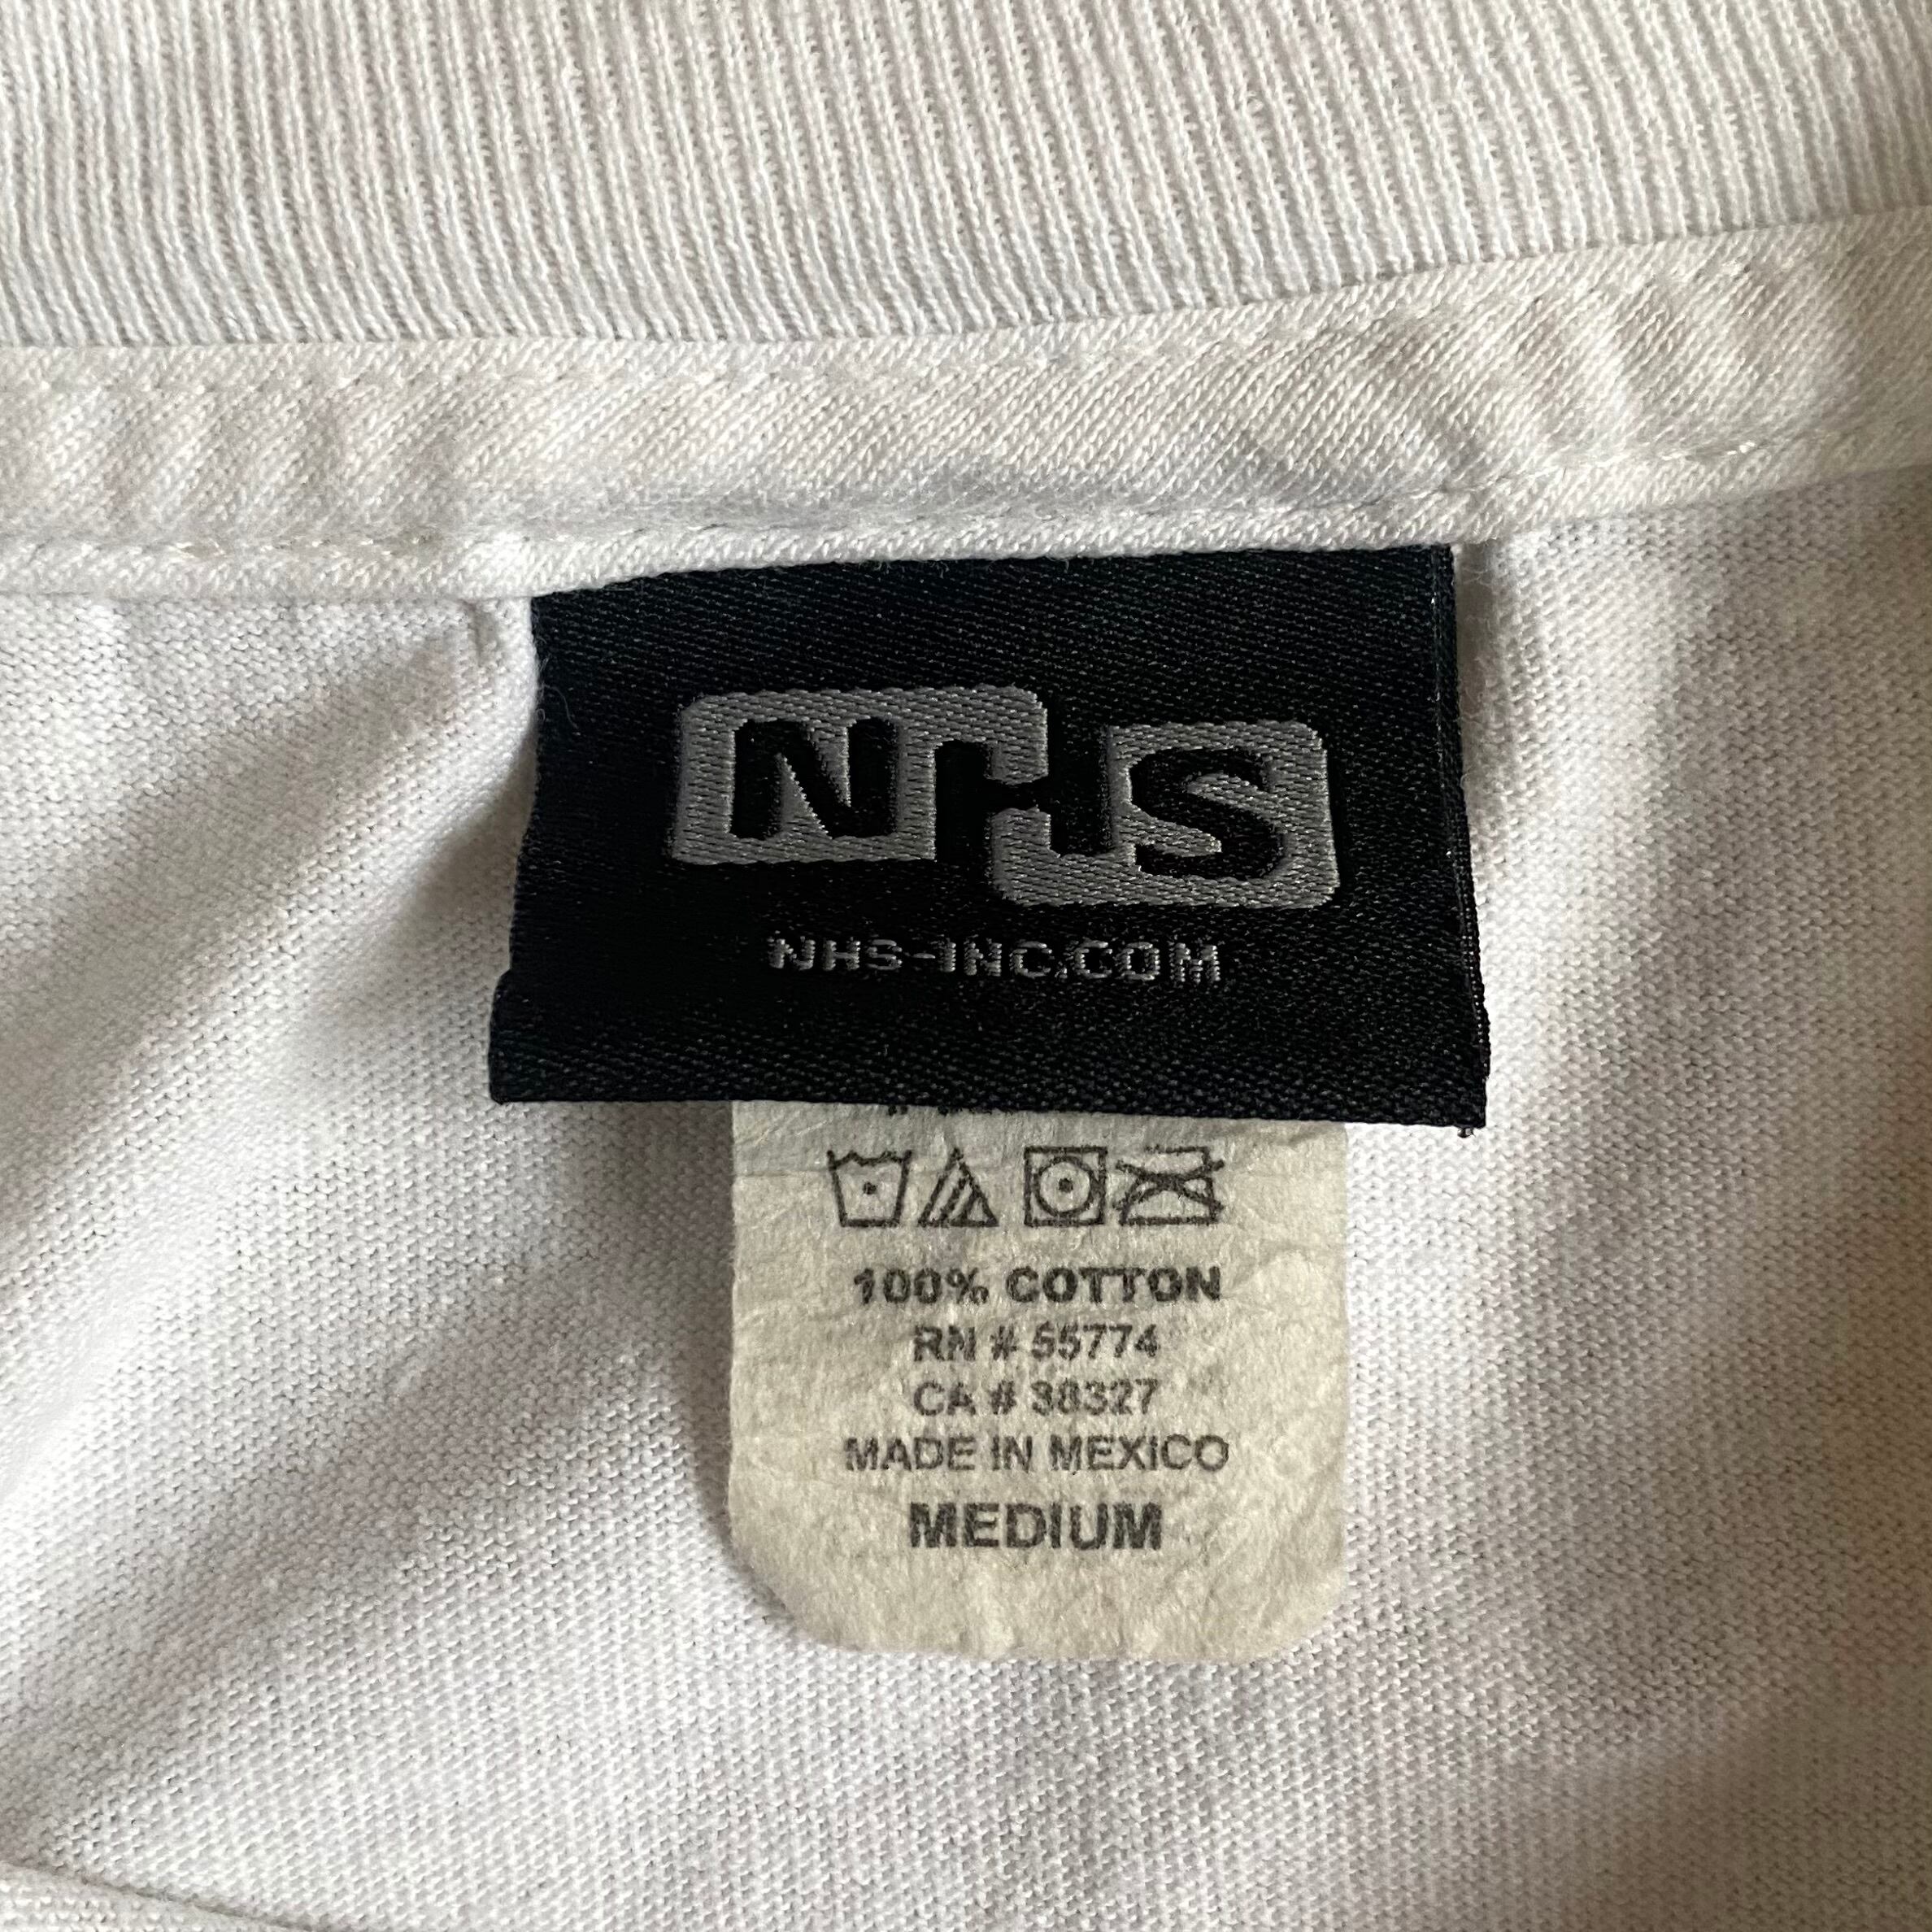 NHS
NHS-INC.COM
100% COTTON
RN # 55774
CA # 38327
MADE IN MEXICO
MEDIUM